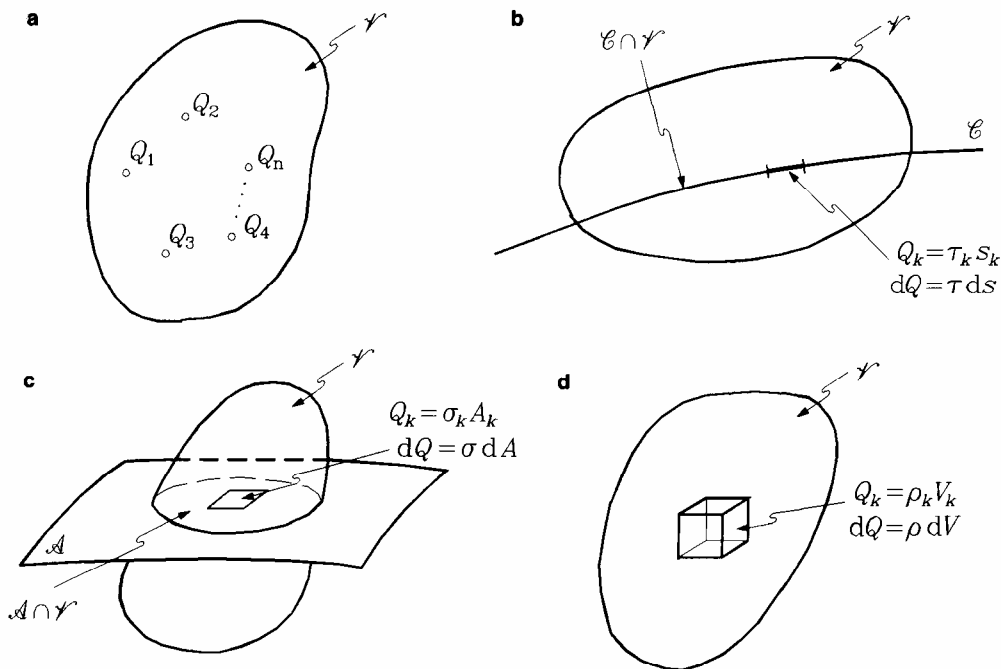 a
𝒱
Q₁
Q₂
Qₙ
Q₃
Q₄
b
𝒞 ∩ 𝒱
𝒱
𝒞
Qₖ = τₖ sₖ
dQ = τ ds
c
𝒱
Qₖ = σₖ Aₖ
dQ = σ dA
𝒜
𝒜 ∩ 𝒱
d
𝒱
Qₖ = ρₖ Vₖ
dQ = ρ dV